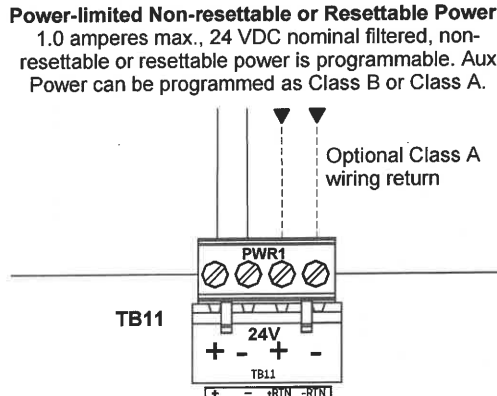 Power-limited Non-resettable or Resettable Power
1.0 amperes max., 24 VDC nominal filtered, non-
resettable or resettable power is programmable. Aux
Power can be programmed as Class B or Class A.
Optional Class A
wiring return
PWR1
TB11
24V
+ - + -
TB11
+ - +RTN -RTN